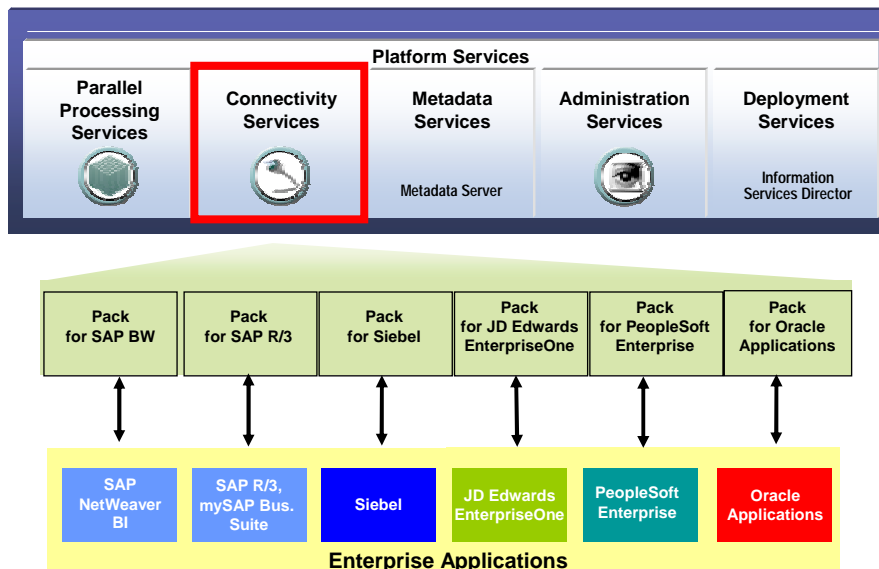 Platform Services
Parallel
Processing
Services
Connectivity
Services
Metadata
Services
Metadata Server
Administration
Services
Deployment
Services
Information
Services Director
Pack
for SAP BW
Pack
for SAP R/3
Pack
for Siebel
Pack
for JD Edwards
EnterpriseOne
Pack
for PeopleSoft
Enterprise
Pack
for Oracle
Applications
SAP
NetWeaver
BI
SAP R/3,
mySAP Bus.
Suite
Siebel
JD Edwards
EnterpriseOne
PeopleSoft
Enterprise
Oracle
Applications
Enterprise Applications